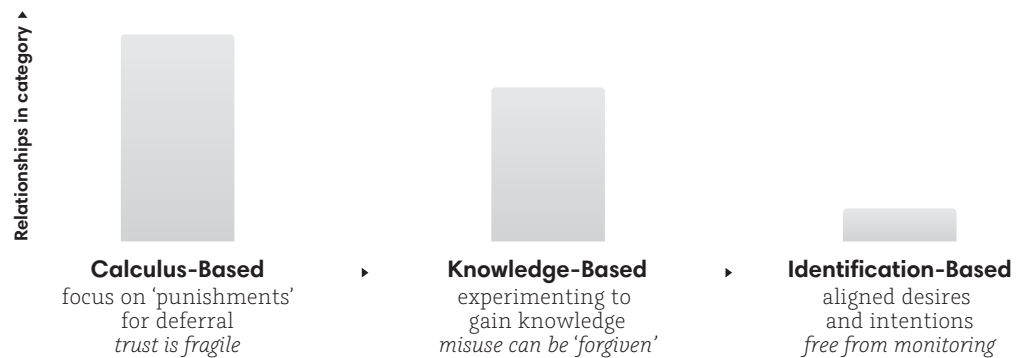 Relationships in category ▸
Calculus-Based
focus on ‘punishments’
for deferral
trust is fragile
▸
Knowledge-Based
experimenting to
gain knowledge
misuse can be ‘forgiven’
▸
Identification-Based
aligned desires
and intentions
free from monitoring